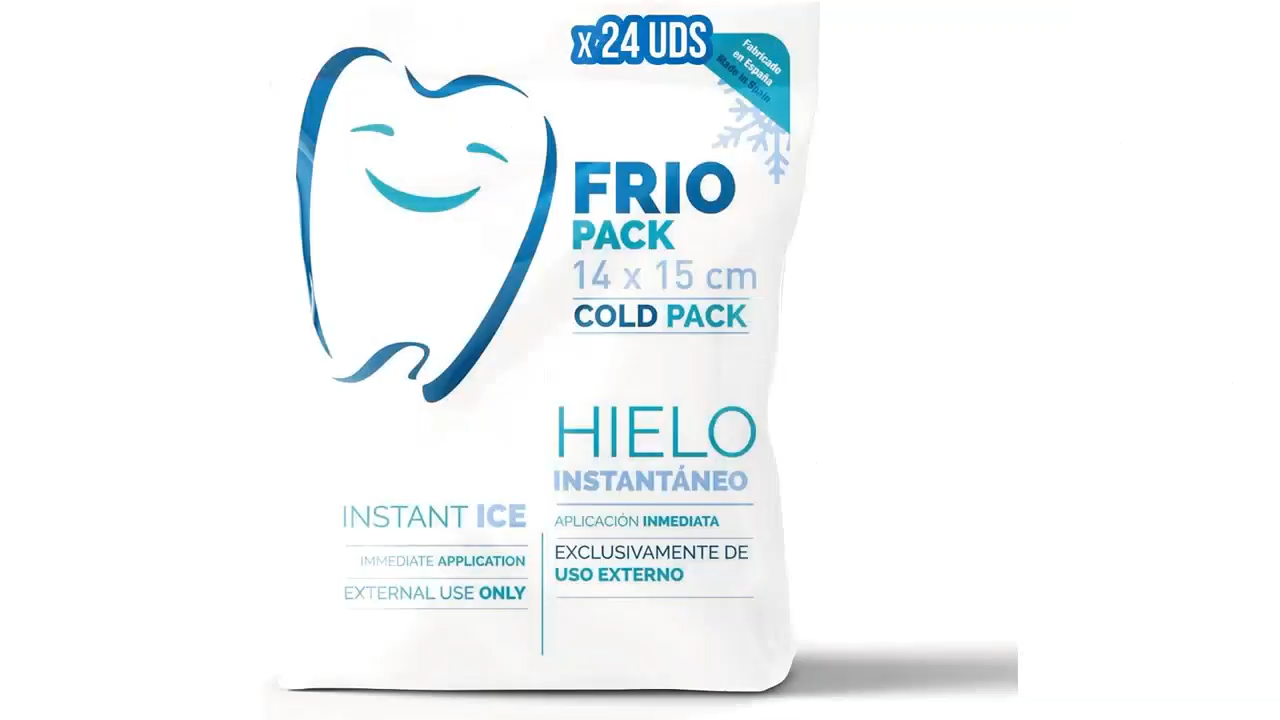 x 24 UDS
Fabricado
en España
Made in Spain
FRIO
PACK
14 x 15 cm
COLD PACK
HIELO
INSTANTÁNEO
APLICACIÓN INMEDIATA
EXCLUSIVAMENTE DE
USO EXTERNO
INSTANT ICE
IMMEDIATE APPLICATION
EXTERNAL USE ONLY